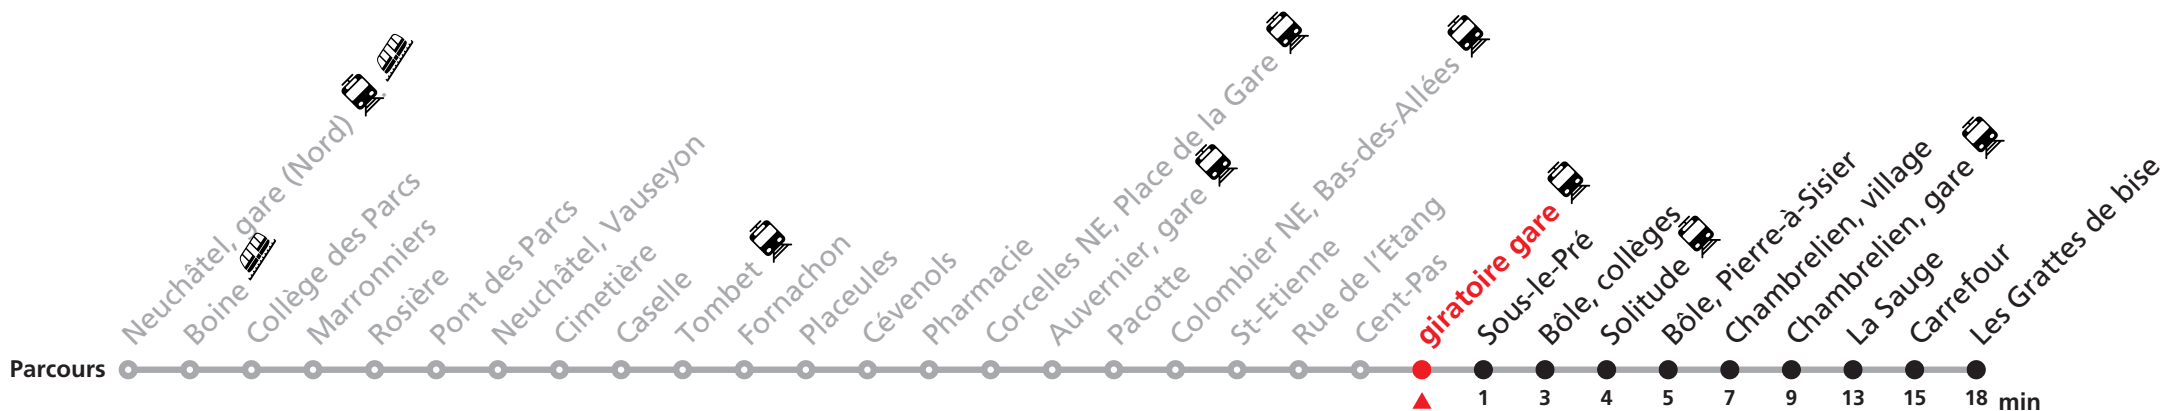 Neuchâtel, gare (Nord)
Boine
Collège des Parcs
Marronniers
Rosière
Pont des Parcs
Neuchâtel, Vauseyon
Cimetière
Caselle
Tombet
Fornachon
Placeules
Cévenols
Pharmacie
Corcelles NE, Place de la Gare
Auvernier, gare
Pacotte
Colombier NE, Bas-des-Allées
St-Etienne
Rue de l'Etang
Cent-Pas
giratoire gare
Sous-le-Pré
Bôle, collèges
Solitude
Bôle, Pierre-à-Sisier
Chambrelien, village
Chambrelien, gare
La Sauge
Carrefour
Les Grattes de bise
Parcours
1 3 4 5 7 9 13 15 18 min